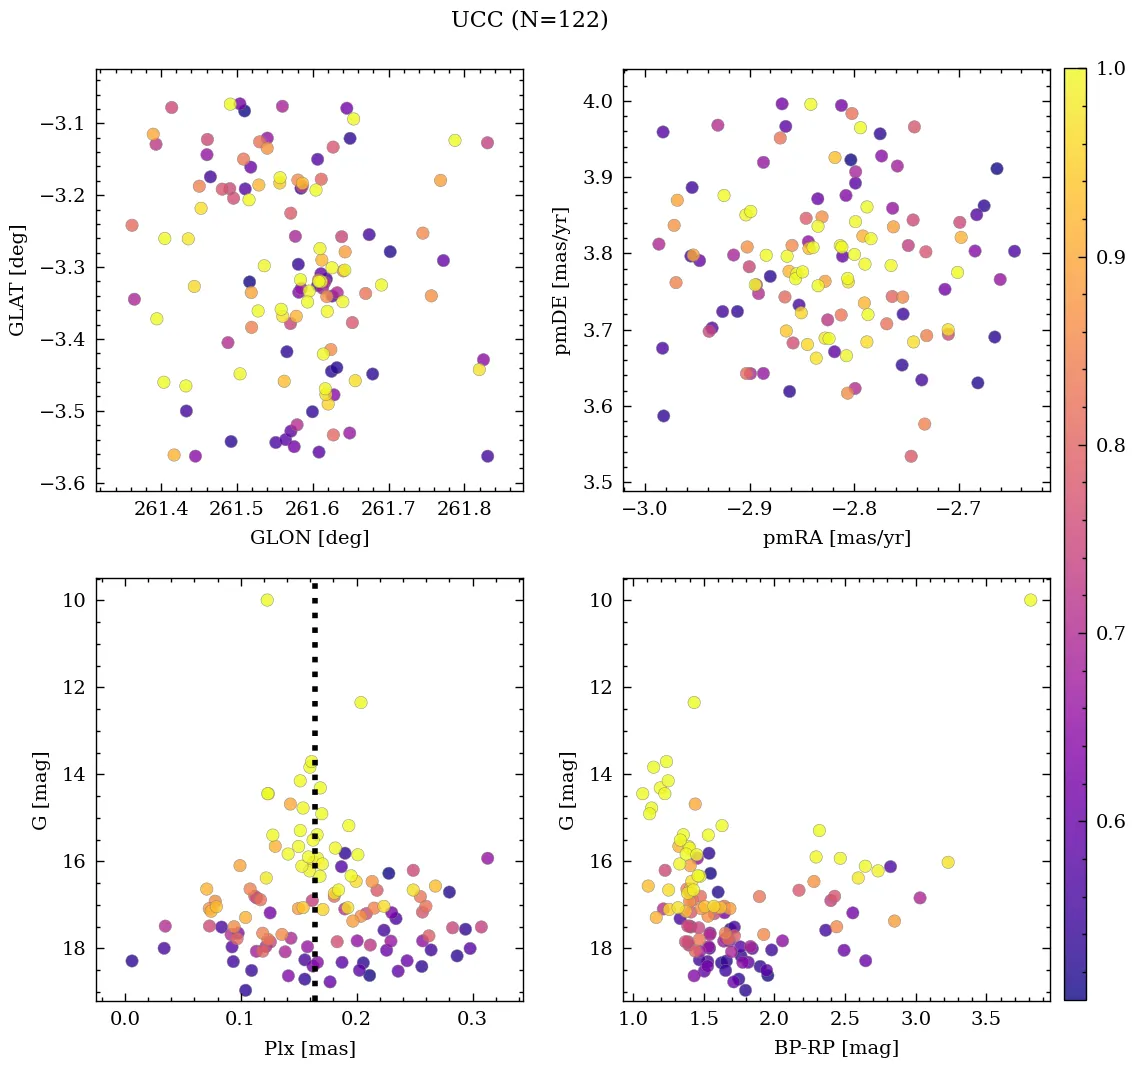 UCC (N=122)
−3.1
−3.2
−3.3
−3.4
−3.5
−3.6
GLAT [deg]
261.4 261.5 261.6 261.7 261.8
GLON [deg]
4.0
3.9
3.8
3.7
3.6
3.5
pmDE [mas/yr]
−3.0 −2.9 −2.8 −2.7
pmRA [mas/yr]
1.0
0.9
0.8
0.7
0.6
10
12
14
16
18
G [mag]
0.0 0.1 0.2 0.3
Plx [mas]
10
12
14
16
18
G [mag]
1.0 1.5 2.0 2.5 3.0 3.5
BP-RP [mag]